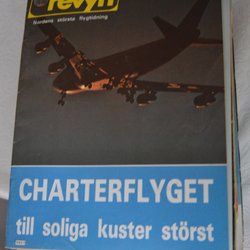 revyn
Nordens största flygtidning
CHARTERFLYGET
till soliga kuster störst